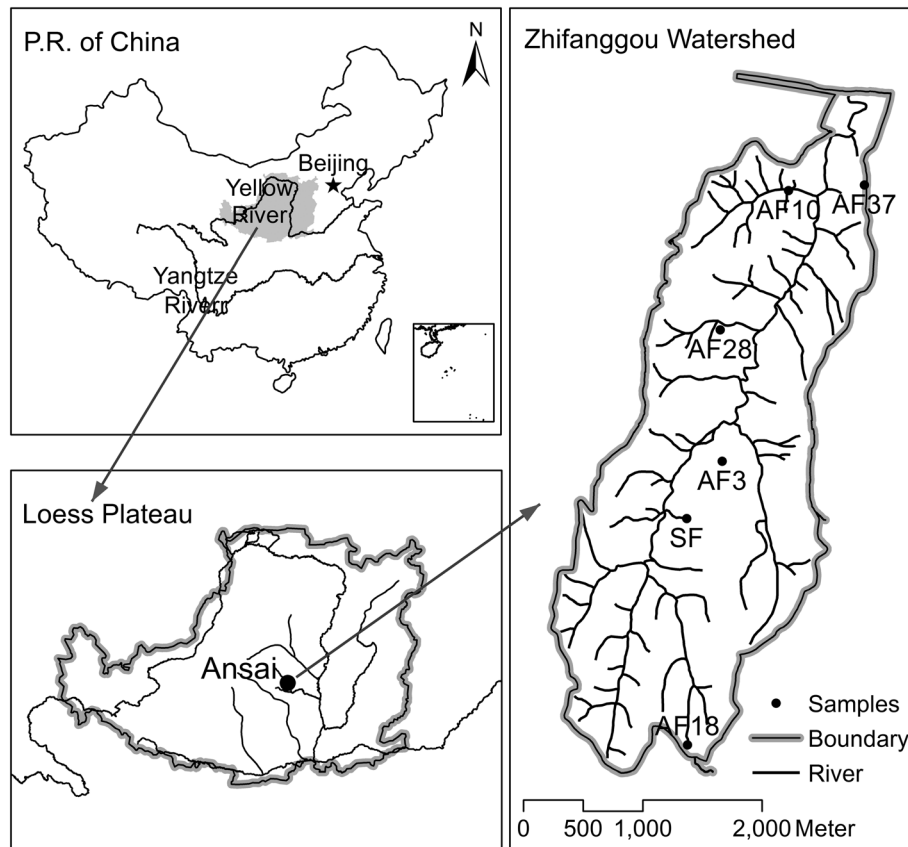 P.R. of China
N
Beijing
Yellow
River
Yangtze
Riverr
Loess Plateau
Ansai
Zhifanggou Watershed
AF10
AF37
AF28
AF3
SF
AF18
Samples
Boundary
River
0 500 1,000 2,000 Meter